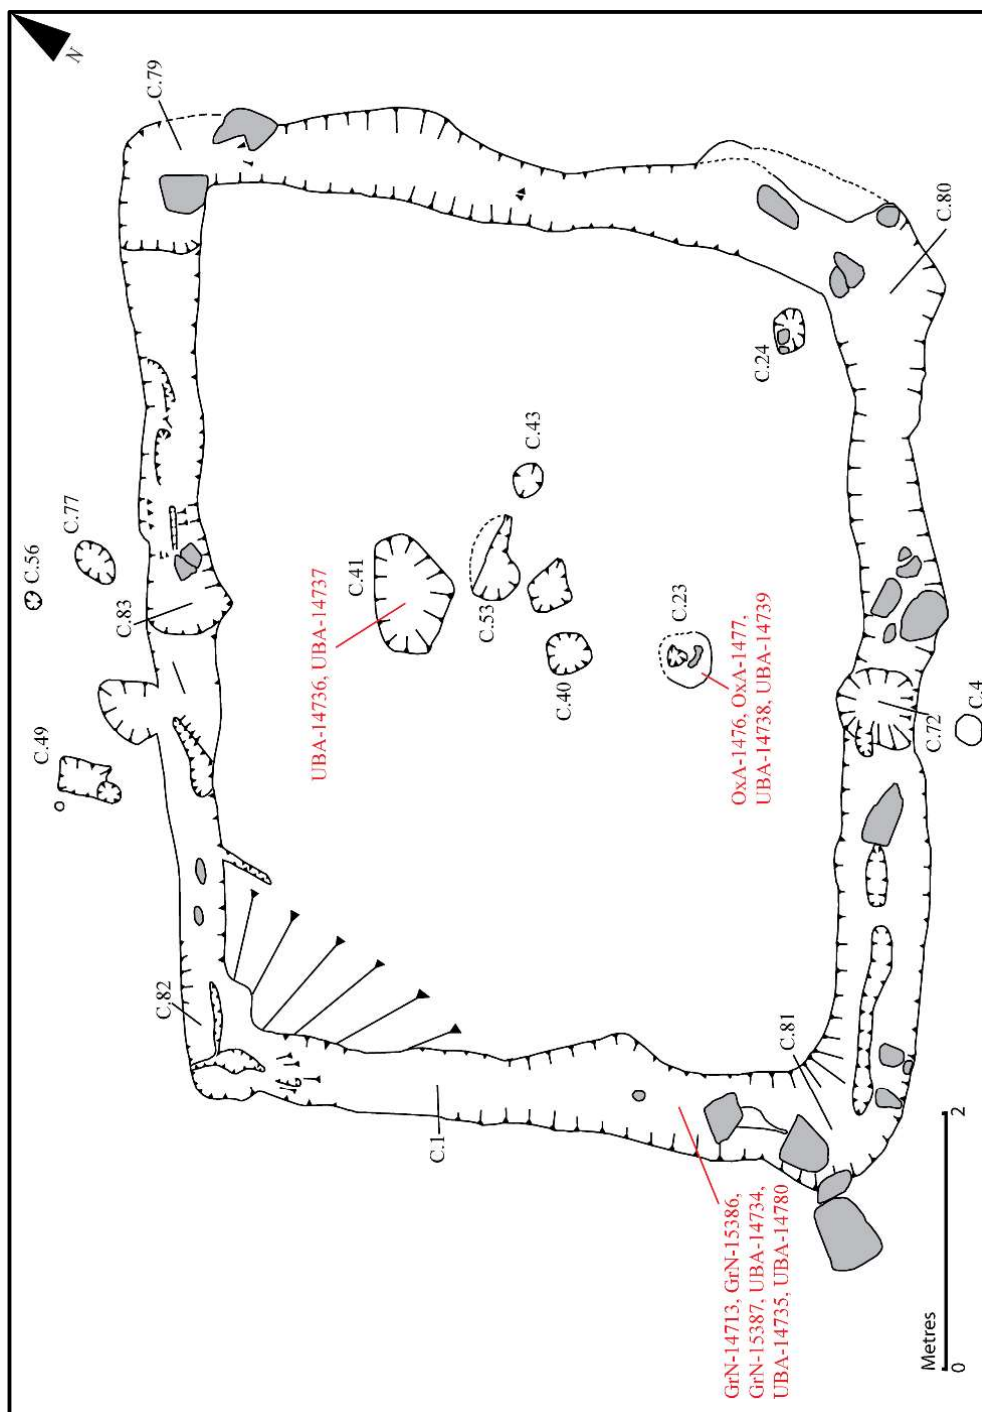 N
C.79
C.80
C.56
C.77
C.83
C.49
C.82
C.41
UBA-14736, UBA-14737
C.53
C.43
C.24
C.40
C.23
OxA-1476, OxA-1477,
UBA-14738, UBA-14739
C.1
C.81
C.72
C.4
GrN-14713, GrN-15386,
GrN-15387, UBA-14734,
UBA-14735, UBA-14780
Metres
0 2